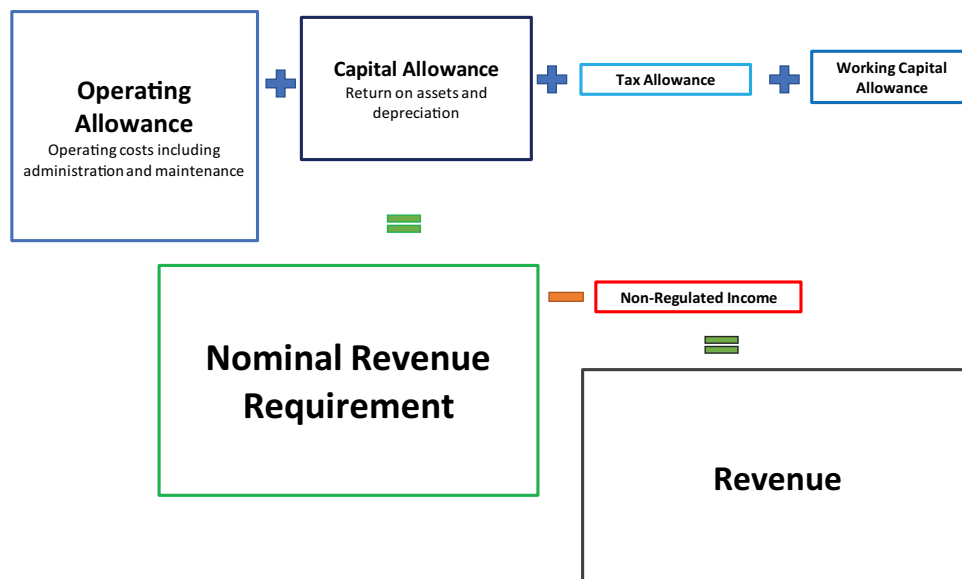 Operating
Allowance
Operating costs including
administration and maintenance
Capital Allowance
Return on assets and
depreciation
Tax Allowance
Working Capital
Allowance
Nominal Revenue
Requirement
Non-Regulated Income
Revenue